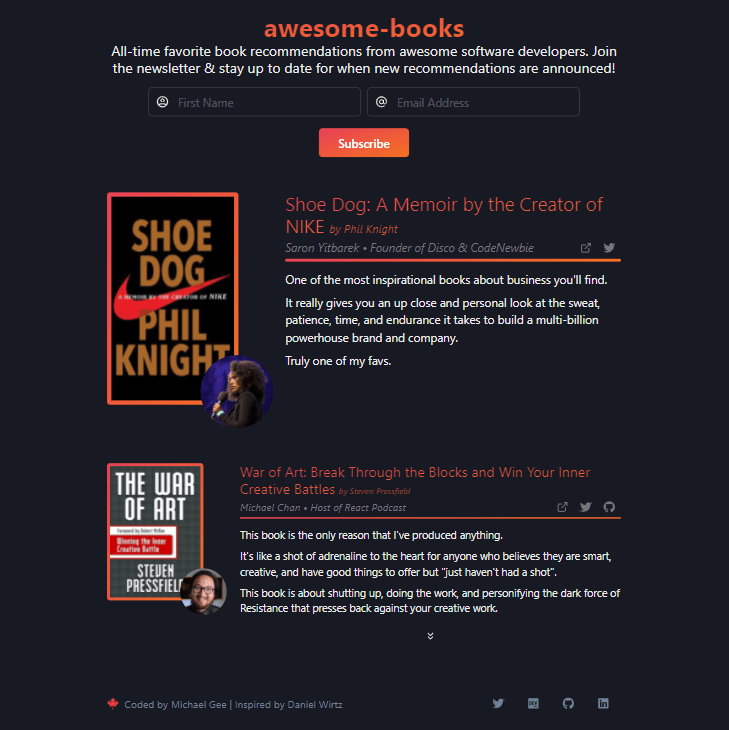 awesome-books
All-time favorite book recommendations from awesome software developers. Join
the newsletter & stay up to date for when new recommendations are announced!
First Name
Email Address
Subscribe
SHOE
DOG
A MEMOIR BY THE CREATOR OF NIKE
PHIL
KNIGHT
Shoe Dog: A Memoir by the Creator of
NIKE by Phil Knight
Saron Yitbarek • Founder of Disco & CodeNewbie
One of the most inspirational books about business you'll find.
It really gives you an up close and personal look at the sweat,
patience, time, and endurance it takes to build a multi-billion
powerhouse brand and company.
Truly one of my favs.
THE WAR
OF ART
Foreword by Robert McKee
Winning the Inner
Creative Battle
STEVEN
PRESSFIELD
War of Art: Break Through the Blocks and Win Your Inner
Creative Battles by Steven Pressfield
Michael Chan • Host of React Podcast
This book is the only reason that I've produced anything.
It's like a shot of adrenaline to the heart for anyone who believes they are smart,
creative, and have good things to offer but "just haven't had a shot".
This book is about shutting up, doing the work, and personifying the dark force of
Resistance that presses back against your creative work.
Coded by Michael Gee | Inspired by Daniel Wirtz